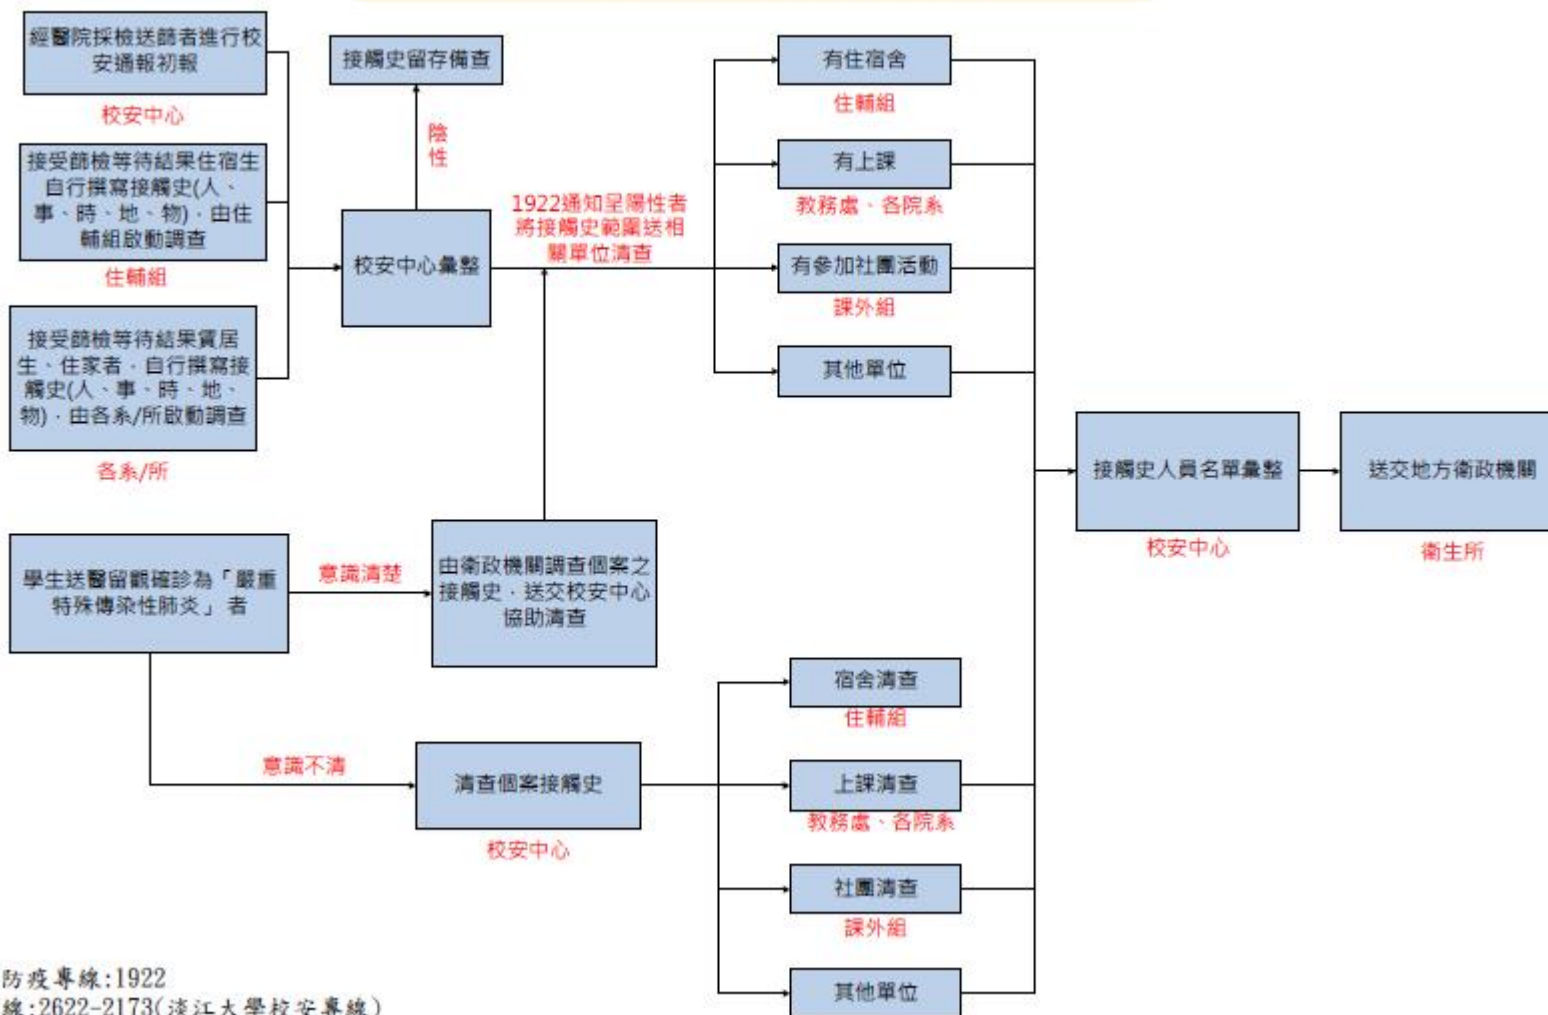 經醫院採檢送篩者進行校
安通報初報
校安中心
接受篩檢等待結果住宿生
自行撰寫接觸史(人、
事、時、地、物)，由住
輔組啟動調查
住輔組
接受篩檢等待結果賃居
生、住家者，自行撰寫接
觸史(人、事、時、地、
物)，由各系/所啟動調查
各系/所
接觸史留存備查
陰
性
校安中心彙整
1922通知呈陽性者
將接觸史範圍送相
關單位清查
有住宿舍
住輔組
有上課
教務處、各院系
有參加社團活動
課外組
其他單位
學生送醫留觀確診為「嚴重
特殊傳染性肺炎」者
意識清楚
由衛政機關調查個案之
接觸史，送交校安中心
協助清查
意識不清
清查個案接觸史
校安中心
宿舍清查
住輔組
上課清查
教務處、各院系
社團清查
課外組
其他單位
接觸史人員名單彙整
校安中心
送交地方衛政機關
衛生所
防疫專線:1922
線:2622-2173(淡江大學校安專線)